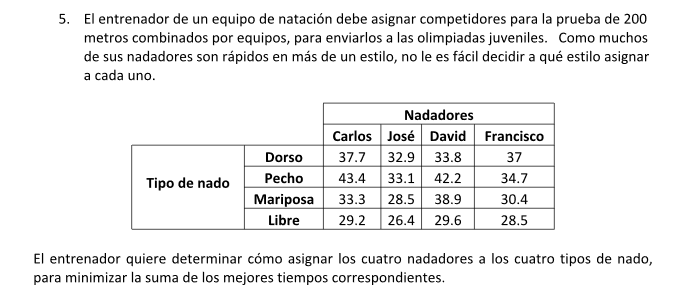 5. El entrenador de un equipo de natación debe asignar competidores para la prueba de 200
metros combinados por equipos, para enviarlos a las olimpiadas juveniles. Como muchos
de sus nadadores son rápidos en más de un estilo, no le es fácil decidir a qué estilo asignar
a cada uno.
Nadadores
Carlos José David Francisco
Tipo de nado
Dorso 37.7 32.9 33.8 37
Pecho 43.4 33.1 42.2 34.7
Mariposa 33.3 28.5 38.9 30.4
Libre 29.2 26.4 29.6 28.5
El entrenador quiere determinar cómo asignar los cuatro nadadores a los cuatro tipos de nado,
para minimizar la suma de los mejores tiempos correspondientes.